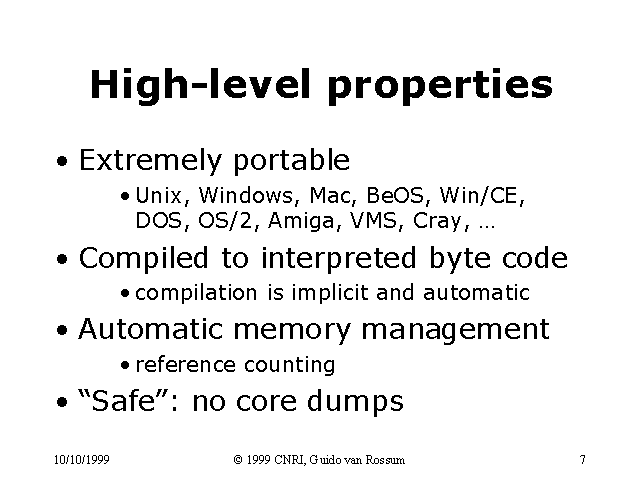 High-level properties
• Extremely portable
• Unix, Windows, Mac, BeOS, Win/CE,
DOS, OS/2, Amiga, VMS, Cray, …
• Compiled to interpreted byte code
• compilation is implicit and automatic
• Automatic memory management
• reference counting
• “Safe”: no core dumps
10/10/1999
© 1999 CNRI, Guido van Rossum
7